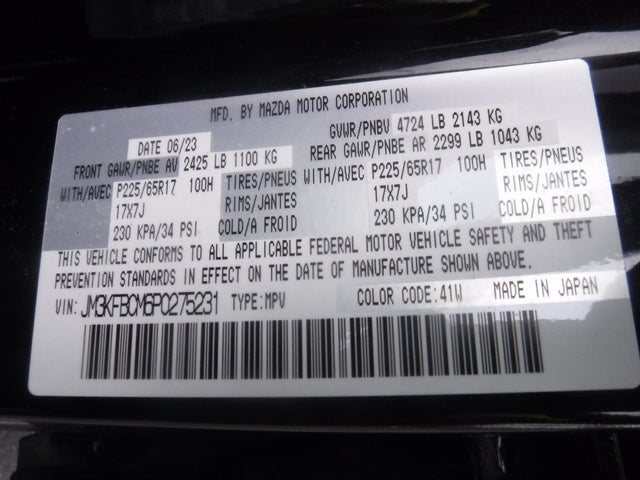 MFD. BY MAZDA MOTOR CORPORATION
DATE 06/23 GVWR/PNBV 4724 LB 2143 KG
FRONT GAWR/PNBE AV 2425 LB 1100 KG REAR GAWR/PNBE AR 2299 LB 1043 KG
WITH/AVEC P225/65R17 100H TIRES/PNEUS WITH/AVEC P225/65R17 100H TIRES/PNEUS
17X7J RIMS/JANTES 17X7J RIMS/JANTES
230 KPA/34 PSI COLD/A FROID 230 KPA/34 PSI COLD/A FROID
THIS VEHICLE CONFORMS TO ALL APPLICABLE FEDERAL MOTOR VEHICLE SAFETY AND THEFT
PREVENTION STANDARDS IN EFFECT ON THE DATE OF MANUFACTURE SHOWN ABOVE.
VIN: JM3KFBCM6P0275231 TYPE:MPV COLOR CODE:41W MADE IN JAPAN